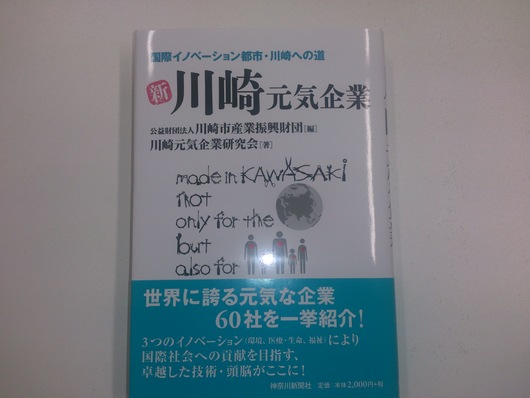 国際イノベーション都市・川崎への道
新 川崎元気企業
公益財団法人川崎市産業振興財団[編]
川崎元気企業研究会[著]
made in KAWASAKI
not
only for the
but
also for
世界に誇る元気な企業
60社を一挙紹介!
3つのイノベーション(環境、医療・生命、福祉)により
国際社会への貢献を目指す、
卓越した技術・頭脳がここに!
神奈川新聞社 定価 本体2,000円+税